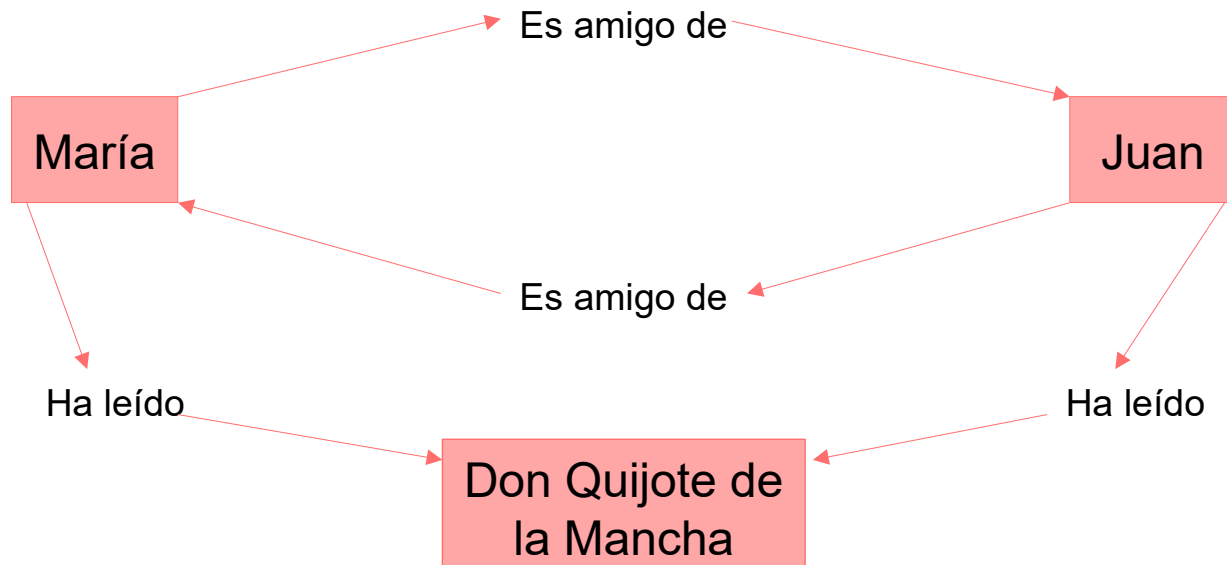 Es amigo de
María
Juan
Es amigo de
Ha leído
Ha leído
Don Quijote de
la Mancha